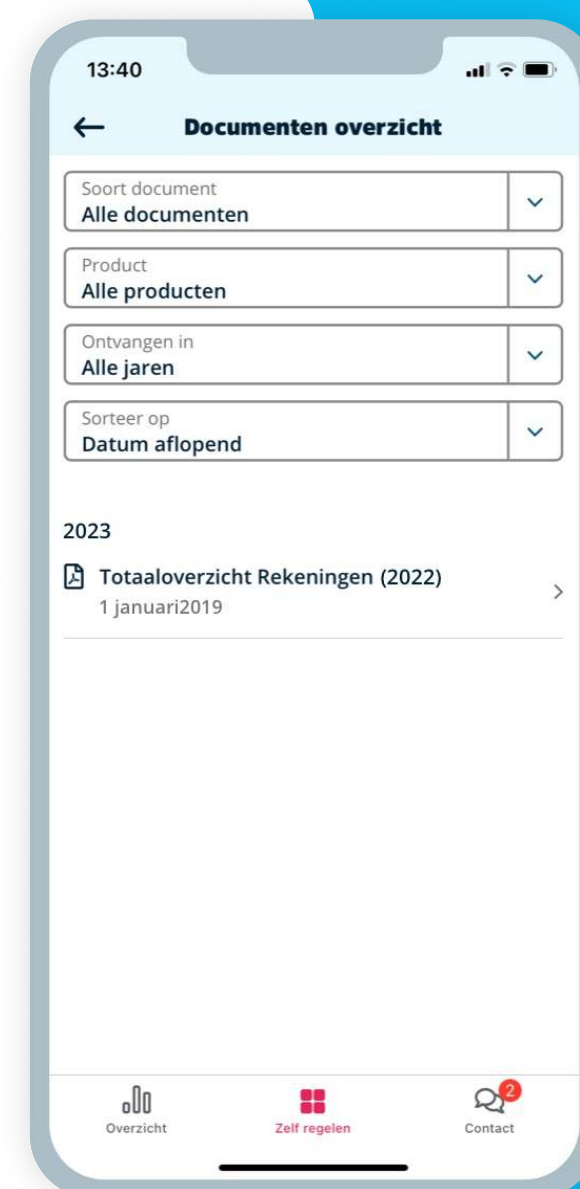 13:40
Documenten overzicht
Soort document
Alle documenten
Product
Alle producten
Ontvangen in
Alle jaren
Sorteer op
Datum aflopend
2023
Totaaloverzicht Rekeningen (2022)
1 januari2019
2
Overzicht
Zelf regelen
Contact